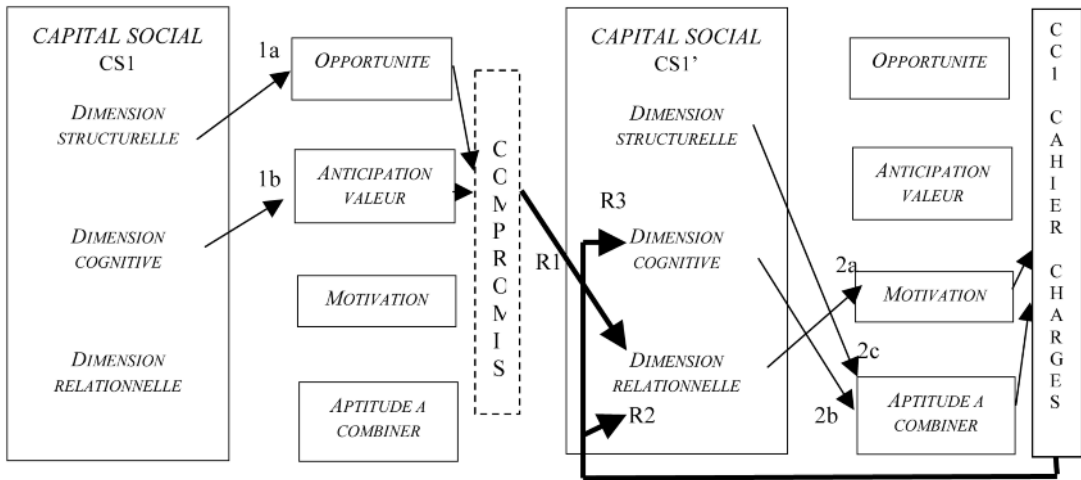 CAPITAL SOCIAL
CS1
DIMENSION
STRUCTURELLE
DIMENSION
COGNITIVE
DIMENSION
RELATIONNELLE
1a
1b
OPPORTUNITE
ANTICIPATION
VALEUR
MOTIVATION
APTITUDE A
COMBINER
COMPROMIS
R1
CAPITAL SOCIAL
CS1’
DIMENSION
STRUCTURELLE
R3
DIMENSION
COGNITIVE
DIMENSION
RELATIONNELLE
R2
2a
2c
2b
OPPORTUNITE
ANTICIPATION
VALEUR
MOTIVATION
APTITUDE A
COMBINER
CC1 CAHIER CHARGES